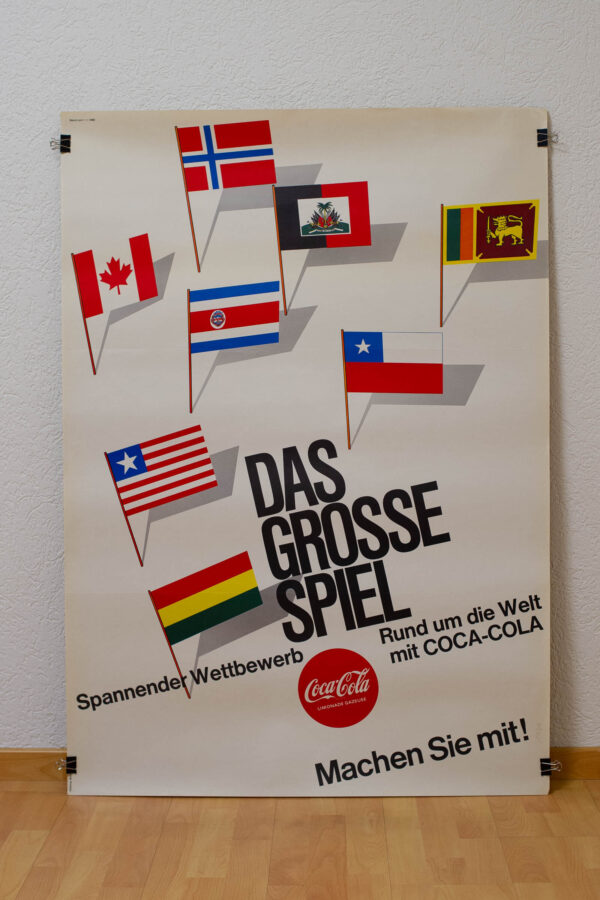 DAS
GROSSE
SPIEL
Spannender Wettbewerb
Rund um die Welt
mit COCA-COLA
Coca-Cola
LIMONADE GAZEUSE
Machen Sie mit!